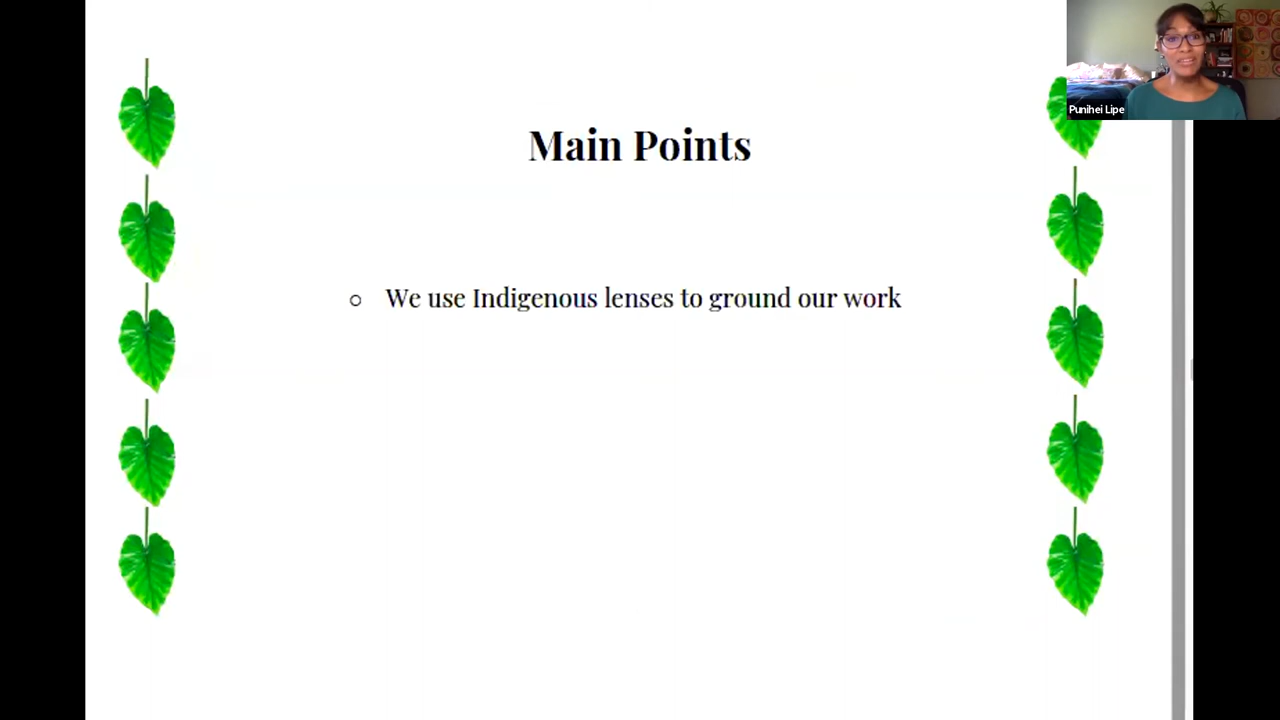 Punihei Lipe
Main Points
We use Indigenous lenses to ground our work